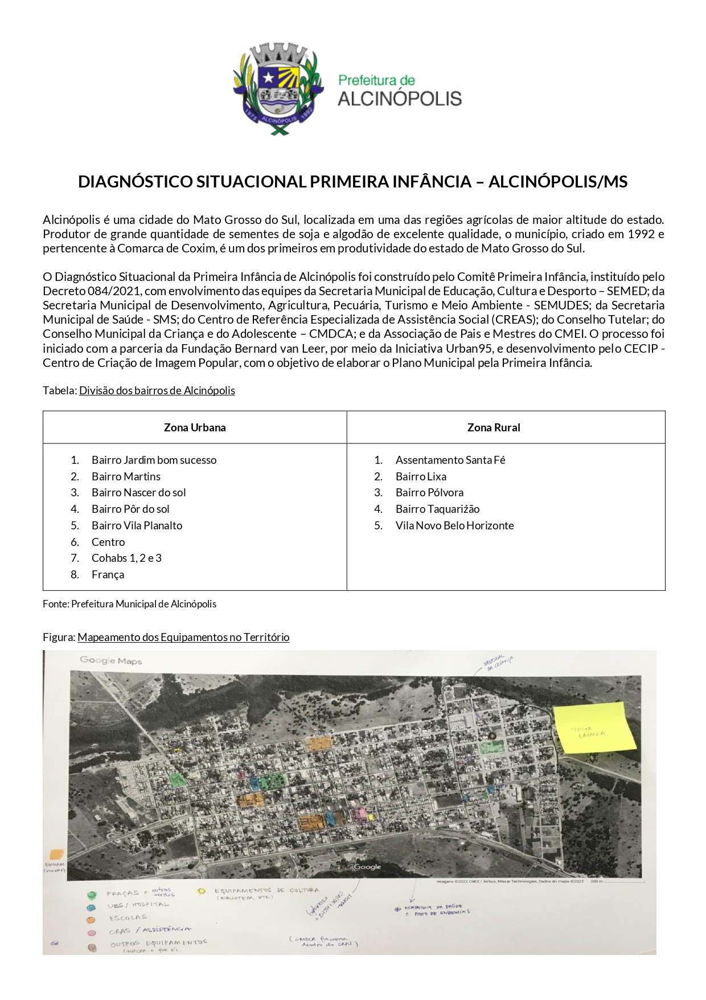 1975 ALCINÓPOLIS 1992
Prefeitura de
ALCINÓPOLIS
DIAGNÓSTICO SITUACIONAL PRIMEIRA INFÂNCIA – ALCINÓPOLIS/MS
Alcinópolis é uma cidade do Mato Grosso do Sul, localizada em uma das regiões agrícolas de maior altitude do estado.
Produtor de grande quantidade de sementes de soja e algodão de excelente qualidade, o município, criado em 1992 e
pertencente à Comarca de Coxim, é um dos primeiros em produtividade do estado de Mato Grosso do Sul.
O Diagnóstico Situacional da Primeira Infância de Alcinópolis foi construído pelo Comitê Primeira Infância, instituído pelo
Decreto 084/2021, com envolvimento das equipes da Secretaria Municipal de Educação, Cultura e Desporto – SEMED; da
Secretaria Municipal de Desenvolvimento, Agricultura, Pecuária, Turismo e Meio Ambiente - SEMUDES; da Secretaria
Municipal de Saúde - SMS; do Centro de Referência Especializada de Assistência Social (CREAS); do Conselho Tutelar; do
Conselho Municipal da Criança e do Adolescente – CMDCA; e da Associação de Pais e Mestres do CMEI. O processo foi
iniciado com a parceria da Fundação Bernard van Leer, por meio da Iniciativa Urban95, e desenvolvimento pelo CECIP -
Centro de Criação de Imagem Popular, com o objetivo de elaborar o Plano Municipal pela Primeira Infância.
Tabela: Divisão dos bairros de Alcinópolis
Zona Urbana
1. Bairro Jardim bom sucesso
2. Bairro Martins
3. Bairro Nascer do sol
4. Bairro Pôr do sol
5. Bairro Vila Planalto
6. Centro
7. Cohabs 1, 2 e 3
8. França
Zona Rural
1. Assentamento Santa Fé
2. Bairro Lixa
3. Bairro Pólvora
4. Bairro Taquariźão
5. Vila Novo Belo Horizonte
Fonte: Prefeitura Municipal de Alcinópolis
Figura: Mapeamento dos Equipamentos no Território
Google Maps
PASTORAL
DA CRIANÇA
MUITA
CRIANÇA
Google
Imagens ©2022 CNES / Airbus, Maxar Technologies, Dados do mapa ©2022 200 m
PRAÇAS e outras
verdes
UBS / HOSPITAL
ESCOLAS
CRAS / ASSISTÊNCIA
OUTROS EQUIPAMENTOS
(INDICAR o QUE É)
EQUIPAMENTOS DE CULTURA
(BIBLIOTECA, ETC)
(CMDCA funciona
dentro do CRAS)
ACADEMIA DA SAÚDE
e POSTO DE ENDEMIAS